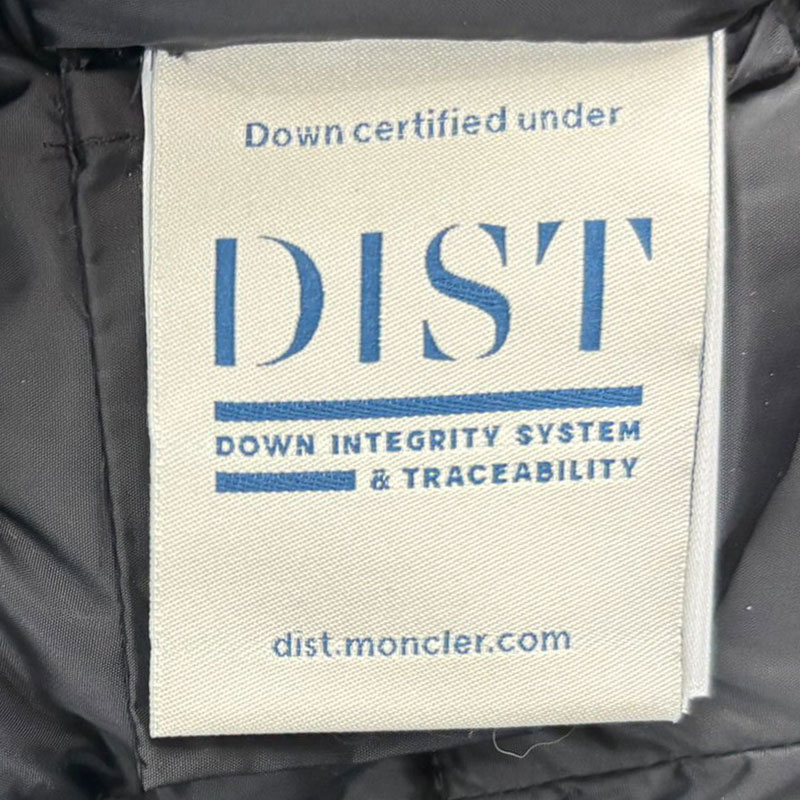 Down certified under
DIST
DOWN INTEGRITY SYSTEM
& TRACEABILITY
dist.moncler.com